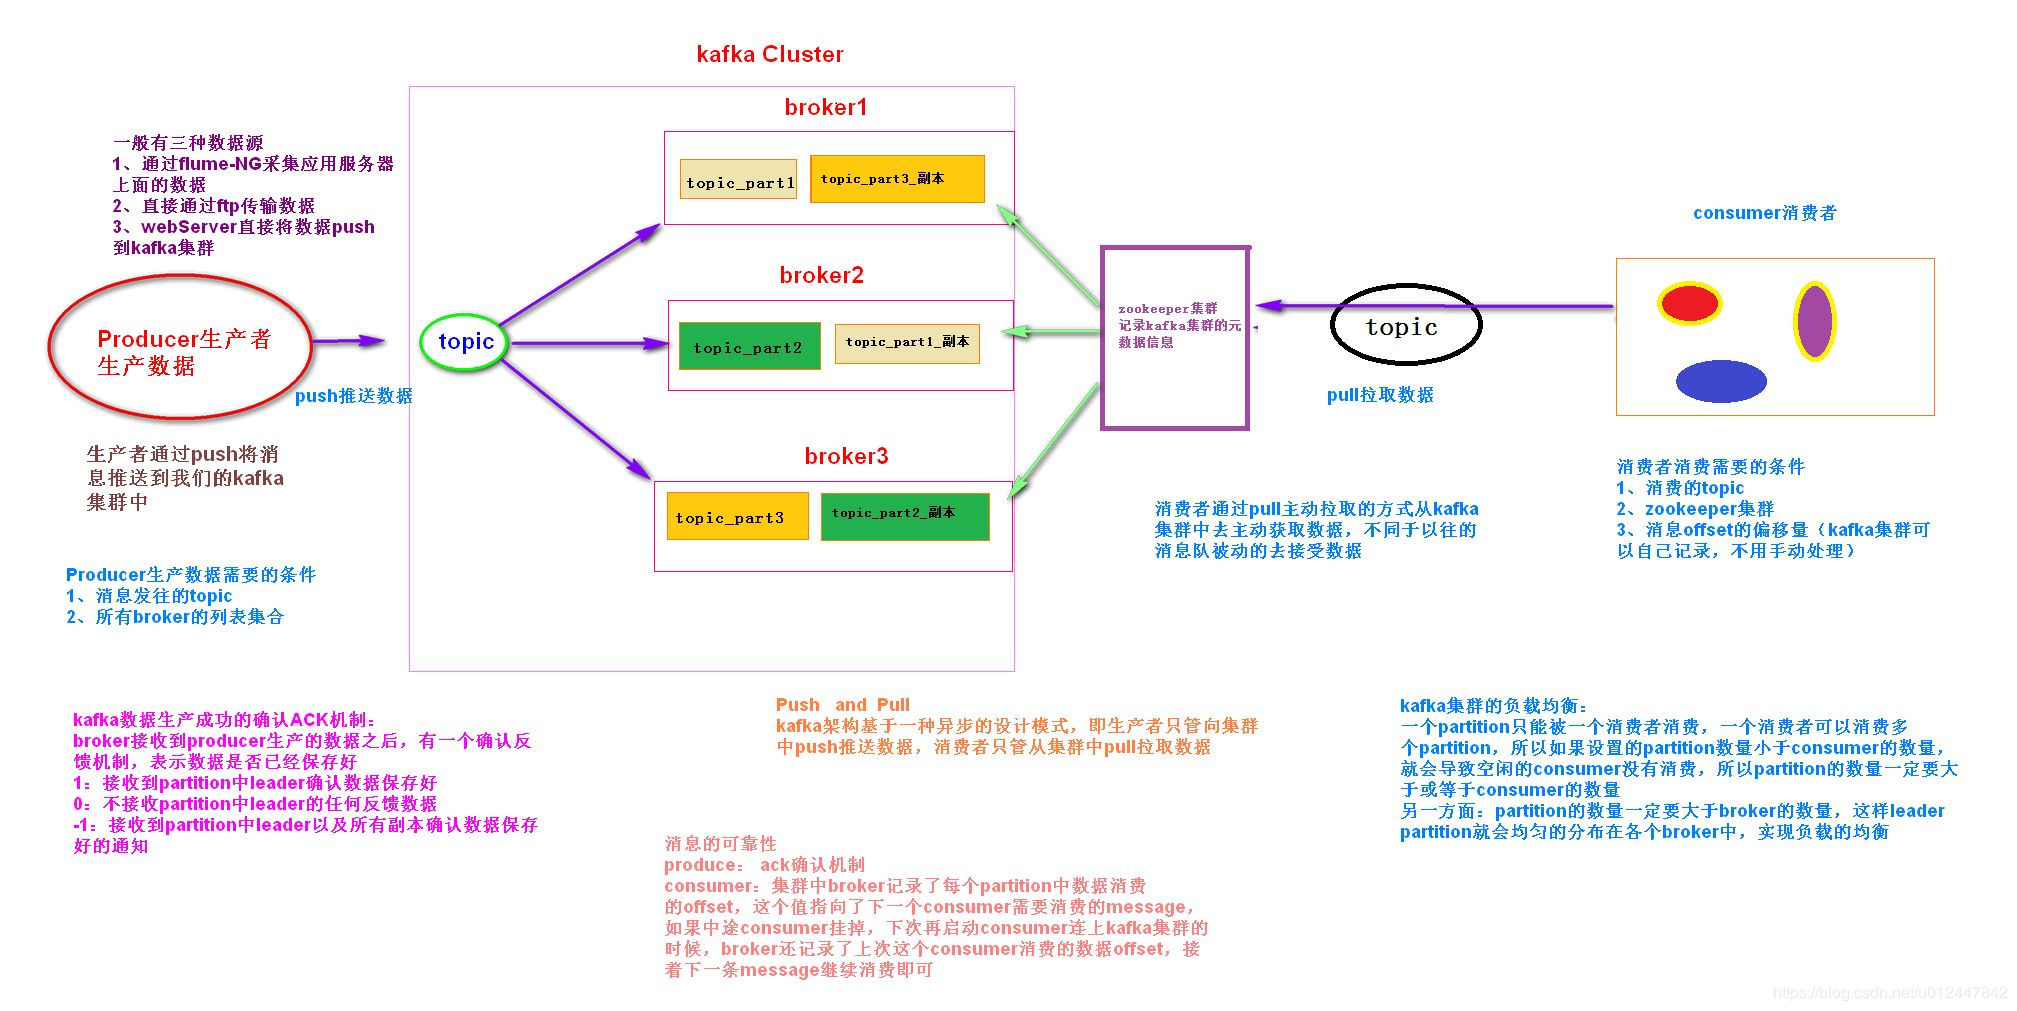 kafka Cluster
broker1
一般有三种数据源
1、通过flume-NG采集应用服务器
上面的数据
2、直接通过ftp传输数据
3、webServer直接将数据push
到kafka集群
topic_part1
topic_part3_副本
consumer消费者
broker2
Producer生产者
生产数据
push推送数据
topic
topic_part2
topic_part1_副本
zookeeper集群
记录kafka集群的元
数据信息
topic
pull拉取数据
生产者通过push将消
息推送到我们的kafka
集群中
broker3
topic_part3
topic_part2_副本
消费者通过pull主动拉取的方式从kafka
集群中去主动获取数据，不同于以往的
消息队被动的去接受数据
消费者消费需要的条件
1、消费的topic
2、zookeeper集群
3、消息offset的偏移量（kafka集群可
以自己记录，不用手动处理）
Producer生产数据需要的条件
1、消息发往的topic
2、所有broker的列表集合
kafka数据生产成功的确认ACK机制：
broker接收到producer生产的数据之后，有一个确认反
馈机制，表示数据是否已经保存好
1：接收到partition中leader确认数据保存好
0：不接收partition中leader的任何反馈数据
-1：接收到partition中leader以及所有副本确认数据保存
好的通知
Push and Pull
kafka架构基于一种异步的设计模式，即生产者只管向集群
中push推送数据，消费者只管从集群中pull拉取数据
消息的可靠性
produce： ack确认机制
consumer：集群中broker记录了每个partition中数据消费
的offset，这个值指向了下一个consumer需要消费的message，
如果中途consumer挂掉，下次再启动consumer连上kafka集群的
时候，broker还记录了上次这个consumer消费的数据offset，接
着下一条message继续消费即可
kafka集群的负载均衡：
一个partition只能被一个消费者消费，一个消费者可以消费多
个partition，所以如果设置的partition数量小于consumer的数量，
就会导致空闲的consumer没有消费，所以partition的数量一定要大
于或等于consumer的数量
另一方面：partition的数量一定要大于broker的数量，这样leader
partition就会均匀的分布在各个broker中，实现负载的均衡
https://blog.csdn.net/u012447842